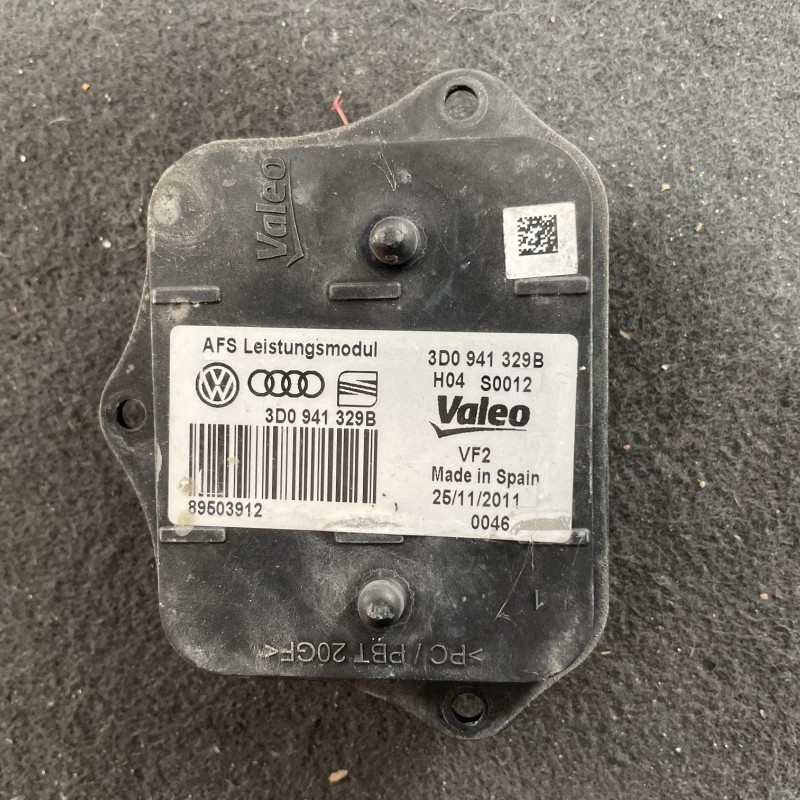 Valeo
AFS Leistungsmodul
3D0 941 329B
89503912
3D0 941 329B
H04 S0012
Valeo
VF2
Made in Spain
25/11/2011
0046
1
>PC / PBT 20GF<